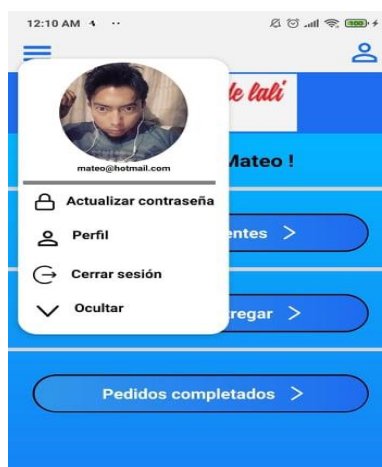 12:10 AM
100
de lali
mateo@hotmail.com
Mateo !
Actualizar contraseña
Perfil
entes >
Cerrar sesión
Ocultar
regar >
Pedidos completados >